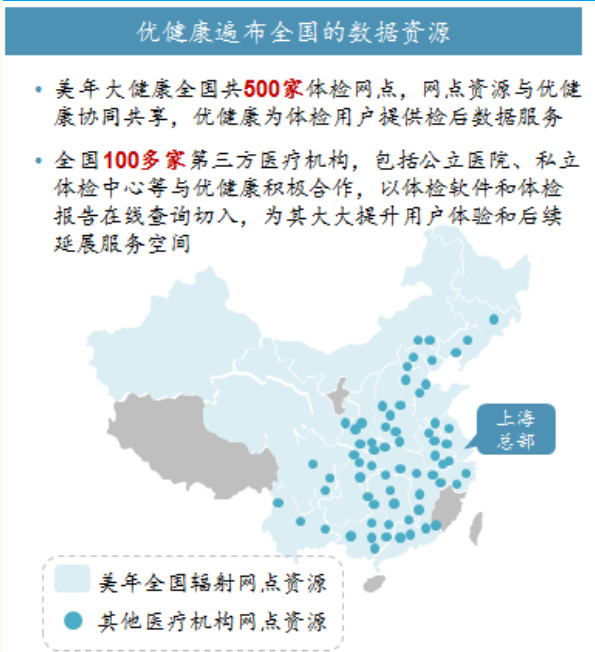 优健康遍布全国的数据资源
• 美年大健康全国共500家体检网点，网点资源与优健
康协同共享，优健康为体检用户提供检后数据服务
• 全国100多家第三方医疗机构，包括公立医院、私立
体检中心等与优健康积极合作，以体检软件和体检
报告在线查询切入，为其大大提升用户体验和后续
延展服务空间
上海
总部
美年全国辐射网点资源
其他医疗机构网点资源